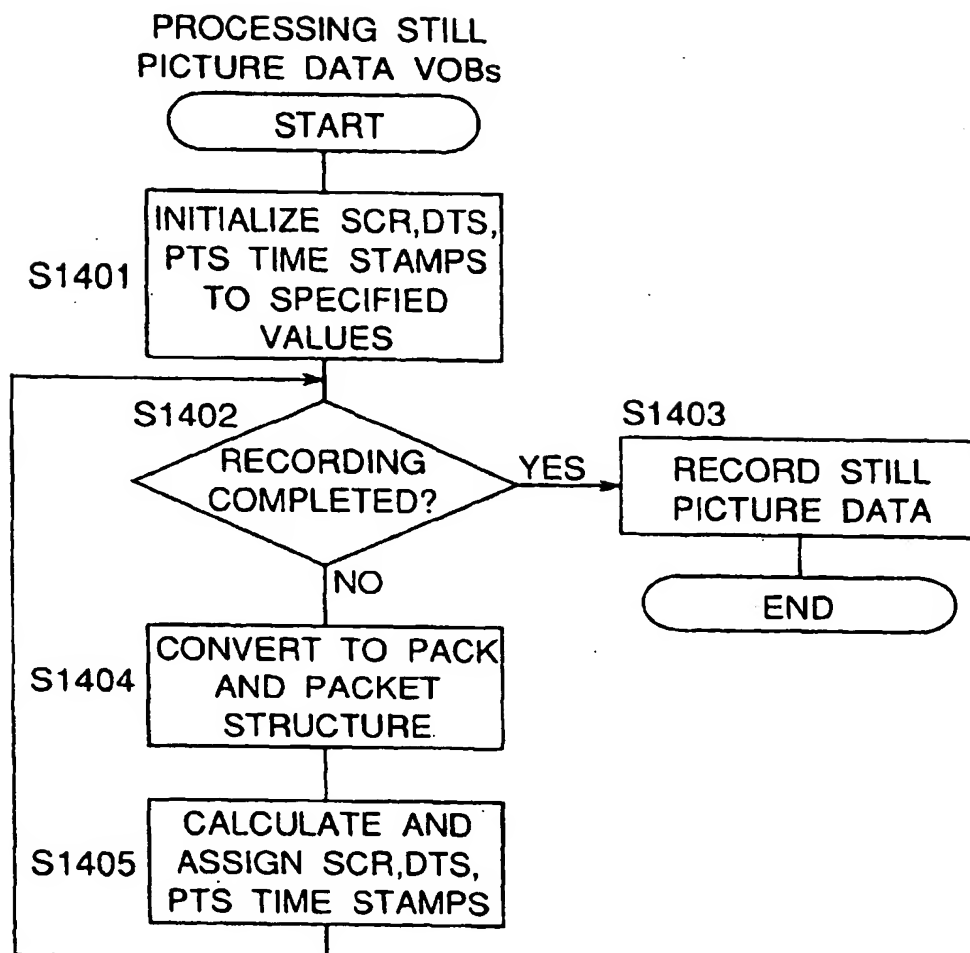 PROCESSING STILL
PICTURE DATA VOBs
START
S1401
INITIALIZE SCR,DTS,
PTS TIME STAMPS
TO SPECIFIED
VALUES
S1402
RECORDING
COMPLETED?
YES
S1403
RECORD STILL
PICTURE DATA
END
NO
S1404
CONVERT TO PACK
AND PACKET
STRUCTURE
S1405
CALCULATE AND
ASSIGN SCR,DTS,
PTS TIME STAMPS